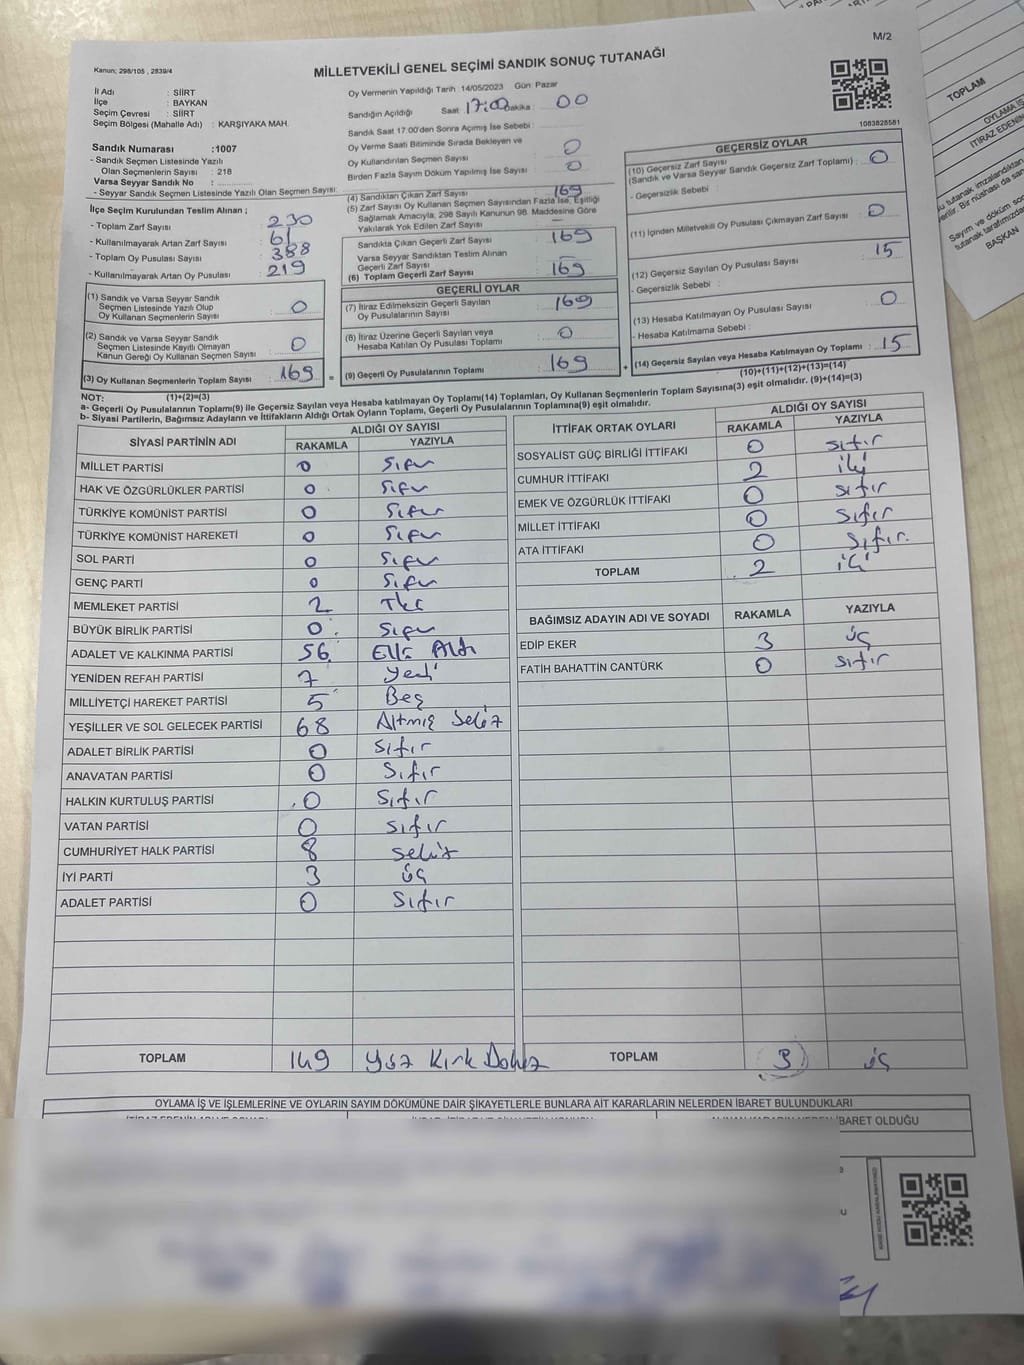 M/2
Kanun; 298/105 , 2839/4
MİLLETVEKİLİ GENEL SEÇİMİ SANDIK SONUÇ TUTANAĞI
İl Adı : SİİRT
İlçe : BAYKAN
Seçim Çevresi : SİİRT
Seçim Bölgesi (Mahalle Adı) : KARŞIYAKA MAH.
Sandık Numarası :1007
- Sandık Seçmen Listesinde Yazılı
Olan Seçmenlerin Sayısı : 218
Varsa Seyyar Sandık No :
- Seyyar Sandık Seçmen Listesinde Yazılı Olan Seçmen Sayısı:
İlçe Seçim Kurulundan Teslim Alınan ;
- Toplam Zarf Sayısı : 230
- Kullanılmayarak Artan Zarf Sayısı : 61
- Toplam Oy Pusulası Sayısı : 388
- Kullanılmayarak Artan Oy Pusulası : 219
(1) Sandık ve Varsa Seyyar Sandık
Seçmen Listesinde Yazılı Olup
Oy Kullanan Seçmenlerin Sayısı : 0
(2) Sandık ve Varsa Seyyar Sandık
Seçmen Listesinde Kayıtlı Olmayan
Kanun Gereği Oy Kullanan Seçmen Sayısı : 0
(3) Oy Kullanan Seçmenlerin Toplam Sayısı : 169
Oy Vermenin Yapıldığı Tarih 14/05/2023 Gün Pazar
Sandığın Açıldığı Saat 17:00 Dakika : 00
Sandık Saat 17.00'den Sonra Açmış İse Sebebi :
Oy Verme Saati Bitiminde Sırada Bekleyen ve
Oy Kullandırılan Seçmen Sayısı : 0
Birden Fazla Sayım Döküm Yapılmış İse Sayısı : 0
(4) Sandıktan Çıkan Zarf Sayısı : 169
(5) Zarf Sayısı Oy Kullanan Seçmen Sayısından Fazla İse, Eşitliği
Sağlamak Amacıyla, 298 Sayılı Kanunun 98. Maddesine Göre
Yakılarak Yok Edilen Zarf Sayısı : —
Sandıkta Çıkan Geçerli Zarf Sayısı : 169
Varsa Seyyar Sandıktan Teslim Alınan
Geçerli Zarf Sayısı
(6) Toplam Geçerli Zarf Sayısı : 169
GEÇERLİ OYLAR
(7) İtiraz Edilmeksizin Geçerli Sayılan
Oy Pusulalarının Sayısı : 169
(8) İtiraz Üzerine Geçerli Sayılan veya
Hesaba Katılan Oy Pusulası Toplamı : 0
= (9) Geçerli Oy Pusulalarının Toplamı : 169 +
1083828581
GEÇERSİZ OYLAR
(10) Geçersiz Zarf Sayısı
(Sandık ve Varsa Seyyar Sandık Geçersiz Zarf Toplamı) : 0
- Geçersizlik Sebebi :
(11) İçinden Milletvekili Oy Pusulası Çıkmayan Zarf Sayısı : 0
(12) Geçersiz Sayılan Oy Pusulası Sayısı : 15
- Geçersizlik Sebebi :
(13) Hesaba Katılmayan Oy Pusulası Sayısı : 0
- Hesaba Katılmama Sebebi :
(14) Geçersiz Sayılan veya Hesaba Katılmayan Oy Toplamı : 15
NOT: (1)+(2)=(3) (10)+(11)+(12)+(13)=(14)
a- Geçerli Oy Pusulalarının Toplamı(9) ile Geçersiz Sayılan veya Hesaba katılmayan Oy Toplamı(14) Toplamları, Oy Kullanan Seçmenlerin Toplam Sayısına(3) eşit olmalıdır. (9)+(14)=(3)
b- Siyasi Partilerin, Bağımsız Adayların ve İttifakların Aldığı Ortak Oyların Toplamı, Geçerli Oy Pusulalarının Toplamına(9) eşit olmalıdır.
SİYASİ PARTİNİN ADI ALDIĞI OY SAYISI
RAKAMLA YAZIYLA
MİLLET PARTİSİ 0 Sıfır
HAK VE ÖZGÜRLÜKLER PARTİSİ 0 Sıfır
TÜRKİYE KOMÜNİST PARTİSİ 0 Sıfır
TÜRKİYE KOMÜNİST HAREKETİ 0 Sıfır
SOL PARTİ 0 Sıfır
GENÇ PARTİ 0 Sıfır
MEMLEKET PARTİSİ 2
BÜYÜK BİRLİK PARTİSİ 0 Sıfır
ADALET VE KALKINMA PARTİSİ 56 Elli Altı
YENİDEN REFAH PARTİSİ 7 Yedi
MİLLİYETÇİ HAREKET PARTİSİ 5 Beş
YEŞİLLER VE SOL GELECEK PARTİSİ 68 Altmış Sekiz
ADALET BİRLİK PARTİSİ 0 Sıfır
ANAVATAN PARTİSİ 0 Sıfır
HALKIN KURTULUŞ PARTİSİ 0 Sıfır
VATAN PARTİSİ 0 Sıfır
CUMHURİYET HALK PARTİSİ 8 Sekiz
İYİ PARTİ 3 üç
ADALET PARTİSİ 0 Sıfır
TOPLAM 149 Yüz Kırk Dokuz
İTTİFAK ORTAK OYLARI ALDIĞI OY SAYISI
RAKAMLA YAZIYLA
SOSYALİST GÜÇ BİRLİĞİ İTTİFAKI 0 sıfır
CUMHUR İTTİFAKI 2 iki
EMEK VE ÖZGÜRLÜK İTTİFAKI 0 sıfır
MİLLET İTTİFAKI 0 sıfır
ATA İTTİFAKI 0 sıfır.
TOPLAM 2 iki
BAĞIMSIZ ADAYIN ADI VE SOYADI RAKAMLA YAZIYLA
EDİP EKER 3 üç
FATİH BAHATTİN CANTÜRK 0 sıfır
TOPLAM 3 üç
OYLAMA İŞ VE İŞLEMLERİNE VE OYLARIN SAYIM DÖKÜMÜNE DAİR ŞİKAYETLERLE BUNLARA AİT KARARLARIN NELERDEN İBARET BULUNDUKLARI
İBARET OLDUĞU
TOPLAM
BAŞKAN